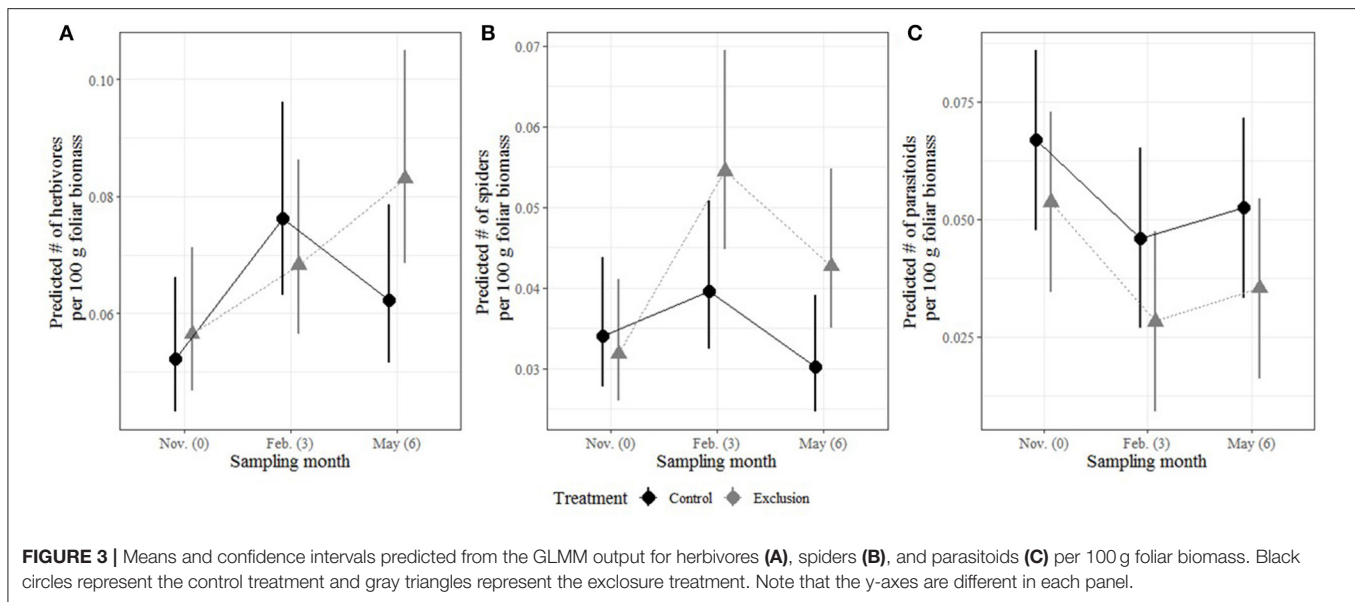 A
Predicted # of herbivores
per 100 g foliar biomass
0.10
0.08
0.06
Nov. (0)
Feb. (3)
May (6)
Sampling month
B
Predicted # of spiders
per 100 g foliar biomass
0.07
0.06
0.05
0.04
0.03
Nov. (0)
Feb. (3)
May (6)
Sampling month
C
Predicted # of parasitoids
per 100 g foliar biomass
0.075
0.050
0.025
Nov. (0)
Feb. (3)
May (6)
Sampling month
Treatment Control Exclusion
FIGURE 3 | Means and confidence intervals predicted from the GLMM output for herbivores (A), spiders (B), and parasitoids (C) per 100 g foliar biomass. Black
circles represent the control treatment and gray triangles represent the exclosure treatment. Note that the y-axes are different in each panel.